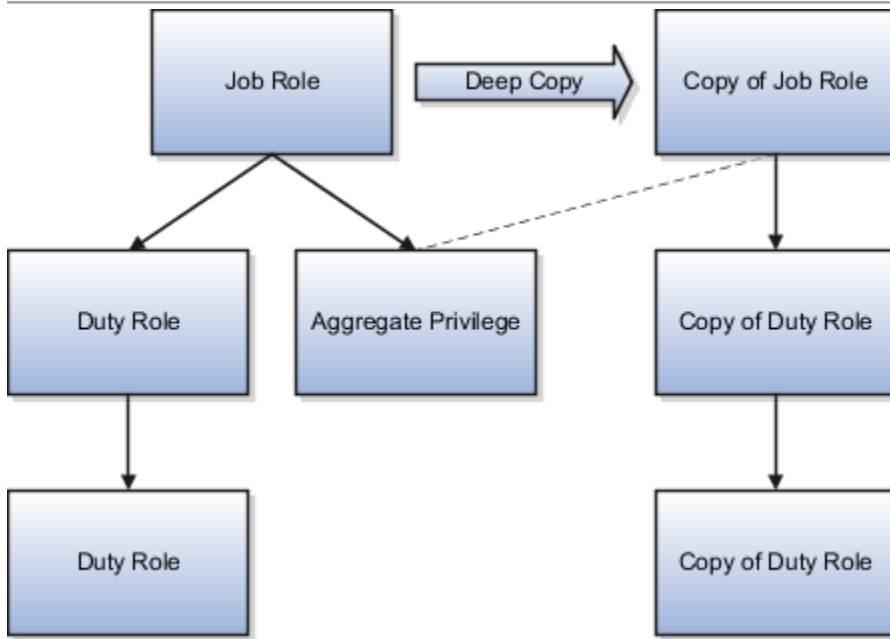 Job Role
Deep Copy
Copy of Job Role
Duty Role
Aggregate Privilege
Copy of Duty Role
Duty Role
Copy of Duty Role